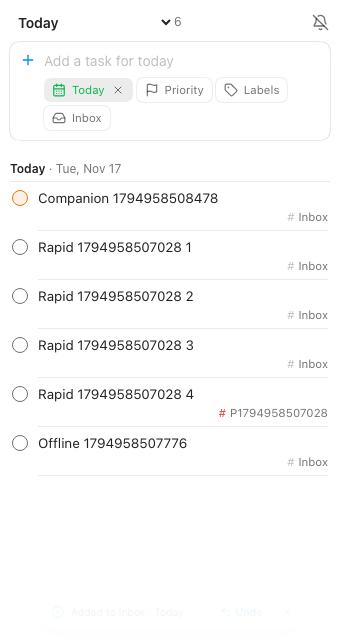 Today 6
Add a task for today
Today Priority Labels
Inbox
Today · Tue, Nov 17
Companion 1794958508478
# Inbox
Rapid 1794958507028 1
# Inbox
Rapid 1794958507028 2
# Inbox
Rapid 1794958507028 3
# Inbox
Rapid 1794958507028 4
# P1794958507028
Offline 1794958507776
# Inbox
Added to Inbox · Today Undo